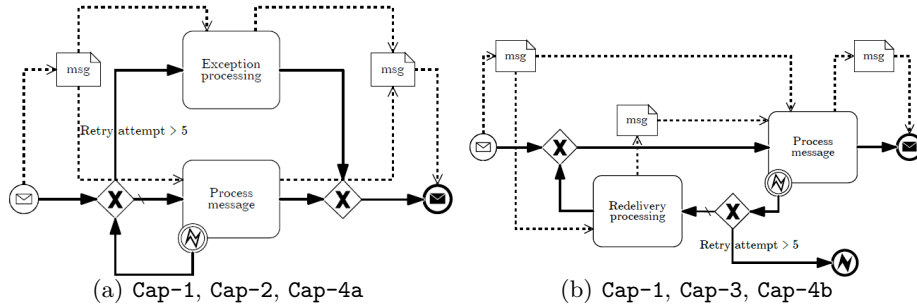 msg
Exception
processing
msg
Retry attempt > 5
Process
message
(a) Cap-1, Cap-2, Cap-4a
msg
msg
msg
Process
message
Redelivery
processing
Retry attempt > 5
(b) Cap-1, Cap-3, Cap-4b